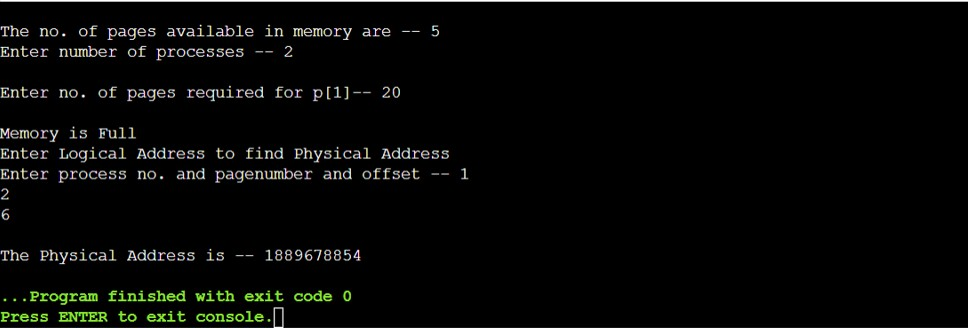 The no. of pages available in memory are -- 5
Enter number of processes -- 2
Enter no. of pages required for p[1]-- 20
Memory is Full
Enter Logical Address to find Physical Address
Enter process no. and pagenumber and offset -- 1
2
6
The Physical Address is -- 1889678854
...Program finished with exit code 0
Press ENTER to exit console.